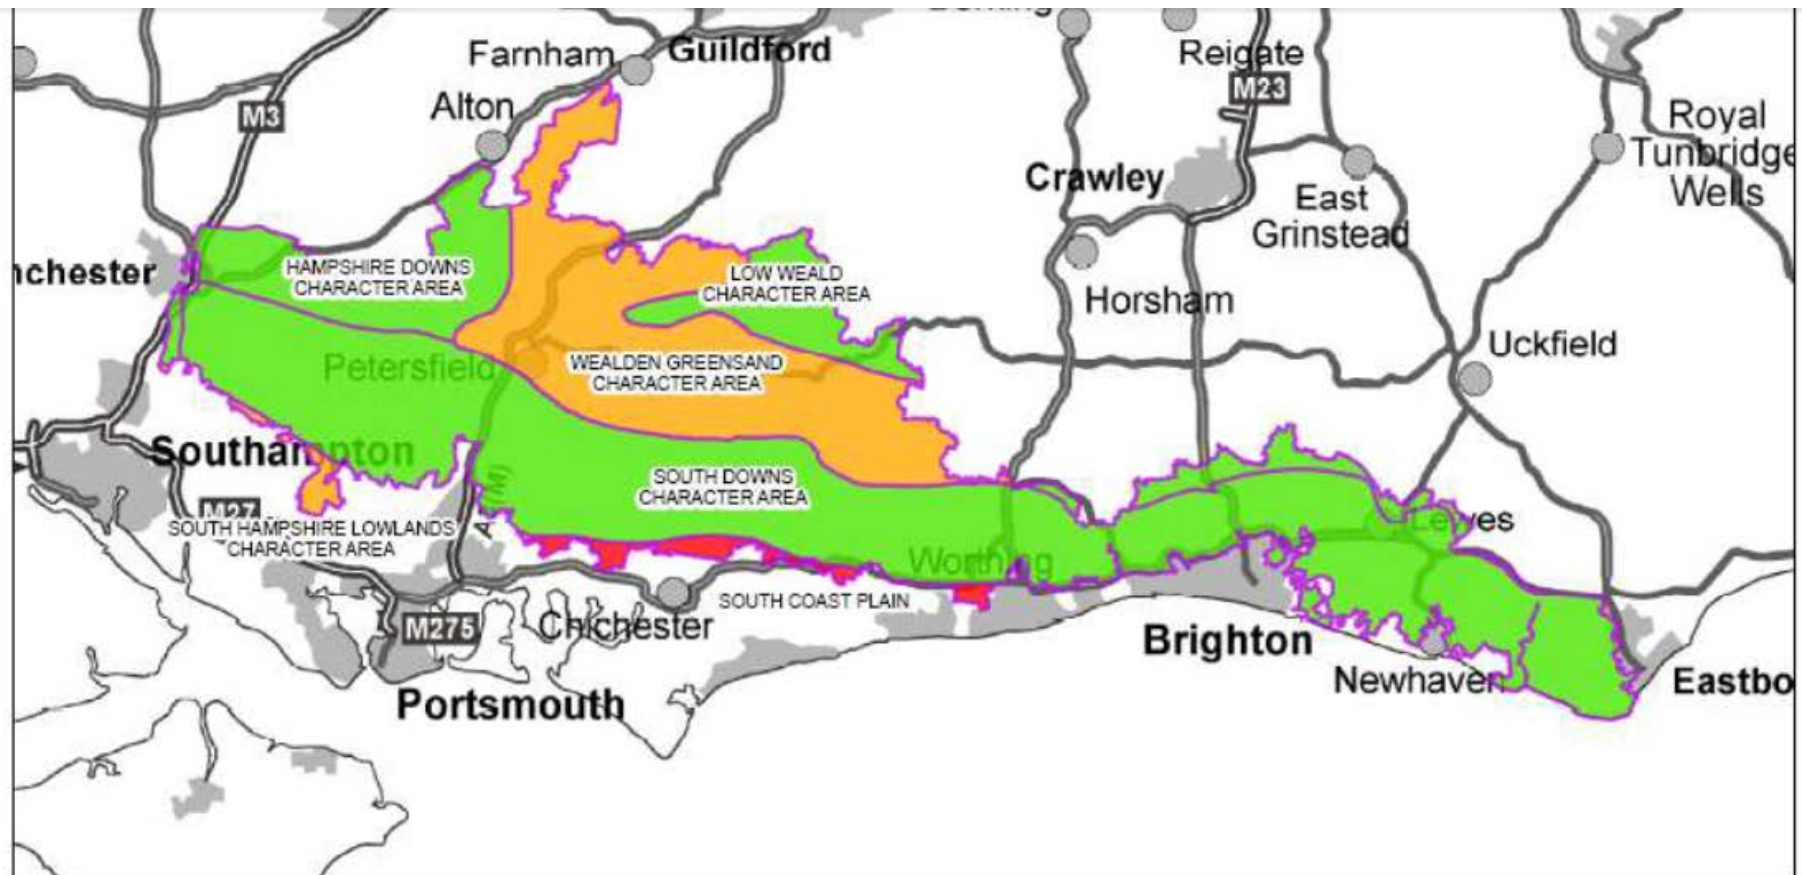 Farnham
Guildford
Reigate
M23
M3
Alton
Royal
Tunbridge
Wells
Crawley
East
Grinstead
nchester
HAMPSHIRE DOWNS
CHARACTER AREA
LOW WEALD
CHARACTER AREA
Horsham
Uckfield
Petersfield
WEALDEN GREENSAND
CHARACTER AREA
Southampton
SOUTH DOWNS
CHARACTER AREA
M27
SOUTH HAMPSHIRE LOWLANDS
CHARACTER AREA
Lewes
Worthing
SOUTH COAST PLAIN
M275
Chichester
Brighton
Newhaven
Eastbo
Portsmouth